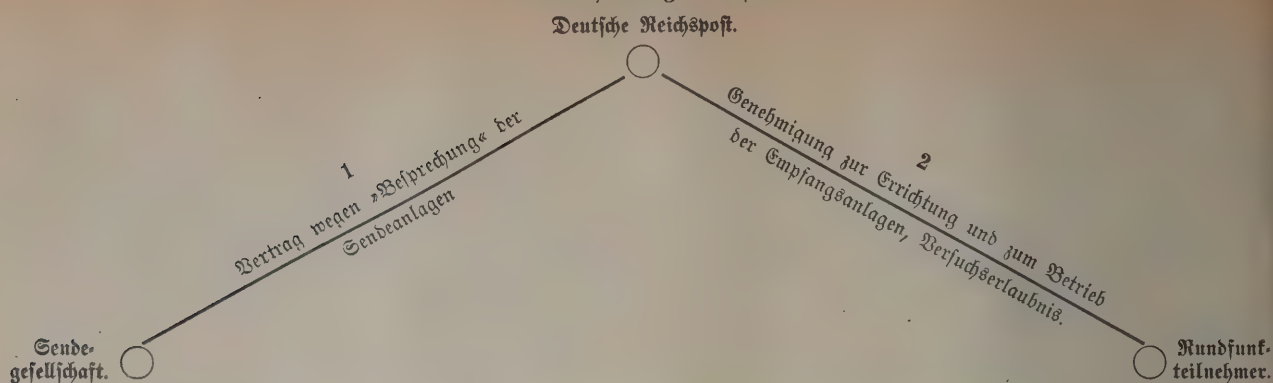 Deutsche Reichspost.
1
Vertrag wegen »Besprechung« der
Sendeanlagen
2
Genehmigung zur Errichtung und zum Betrieb
der Empfangsanlagen, Versuchserlaubnis.
Sende-
gesellschaft.
Rundfunk-
teilnehmer.